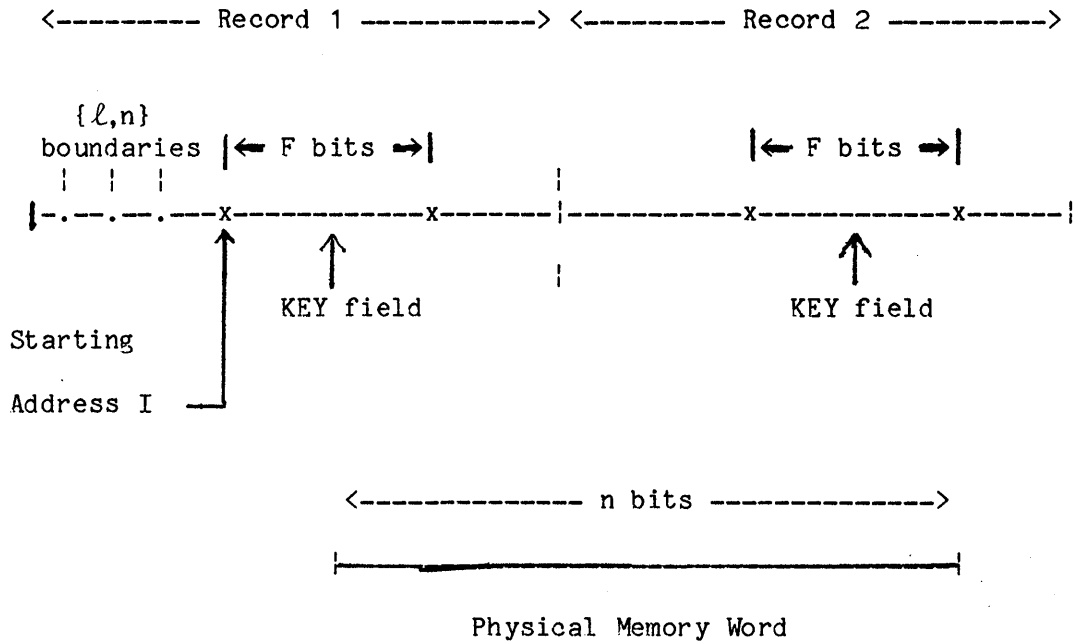 <--------- Record 1 ----------> <-------- Record 2 --------->
{ℓ,n}
boundaries |← F bits →| |← F bits →|
|-.--.--.---x-----------x-------¦-----------x------------x------¦
KEY field KEY field
Starting
Address I
<-------------- n bits -------------->
Physical Memory Word